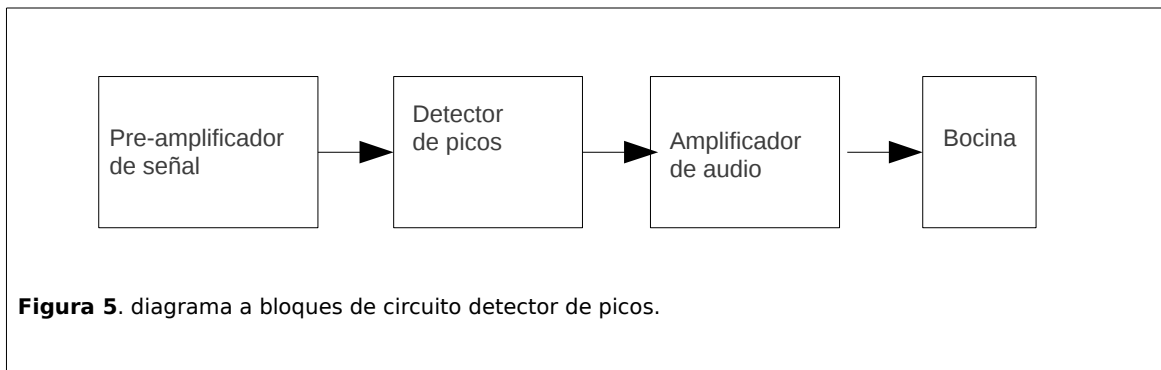 Pre-amplificador
de señal
Detector
de picos
Amplificador
de audio
Bocina
Figura 5. diagrama a bloques de circuito detector de picos.